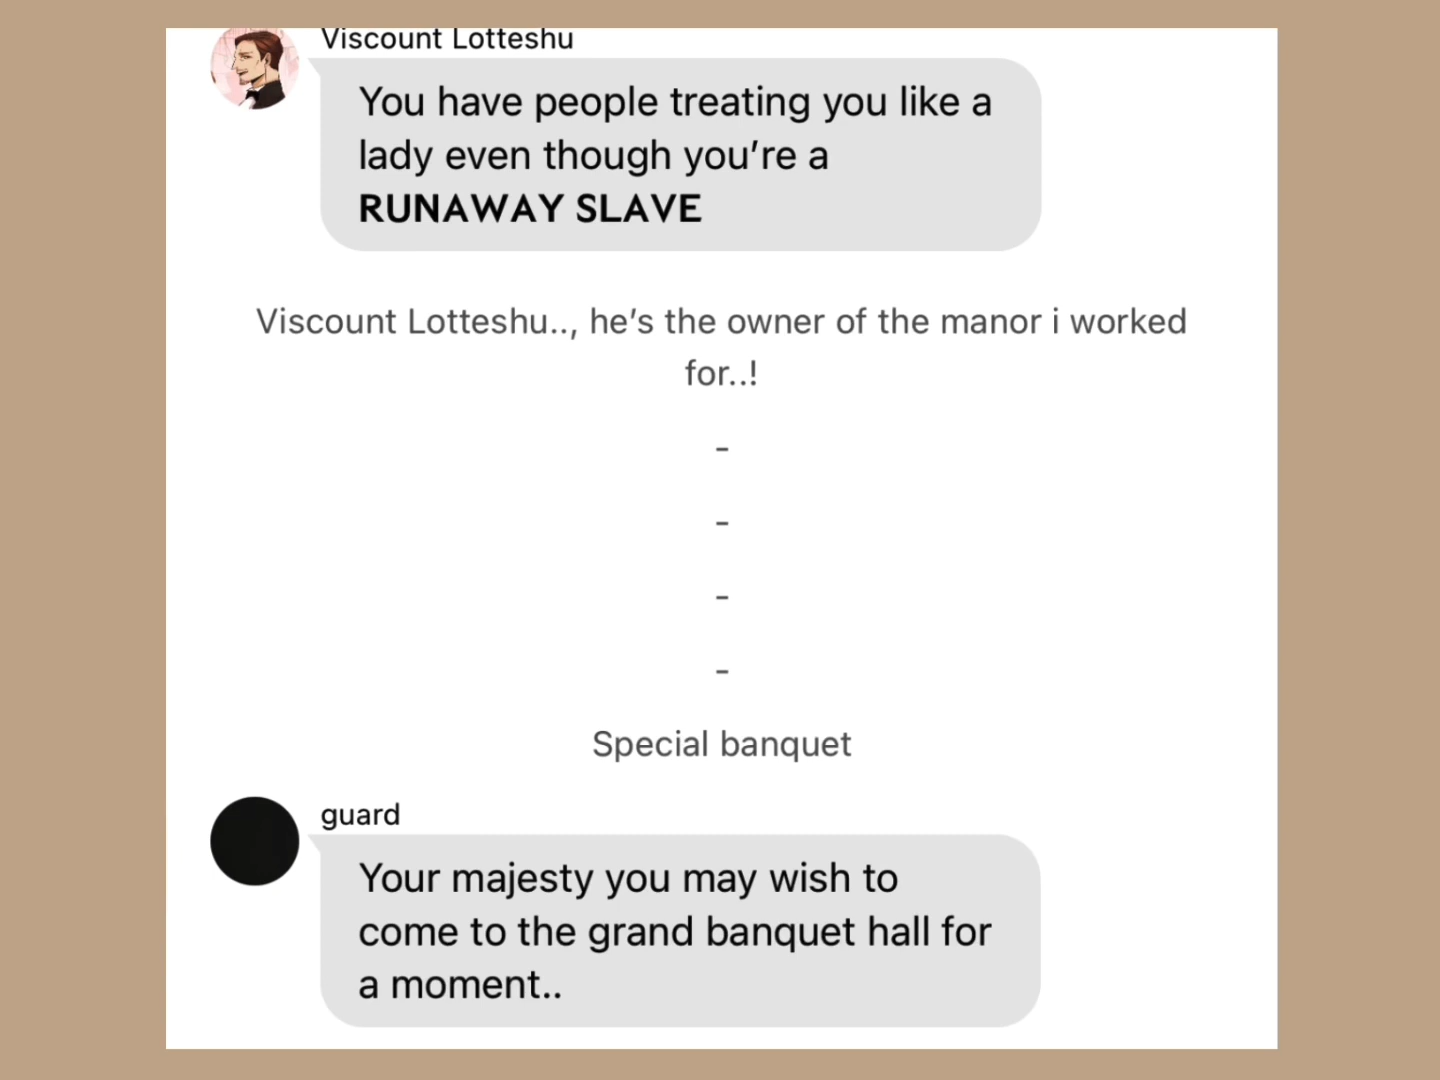 Viscount Lotteshu
You have people treating you like a
lady even though you’re a
RUNAWAY SLAVE
Viscount Lotteshu.., he’s the owner of the manor i worked
for..!
-
-
-
-
Special banquet
guard
Your majesty you may wish to
come to the grand banquet hall for
a moment..